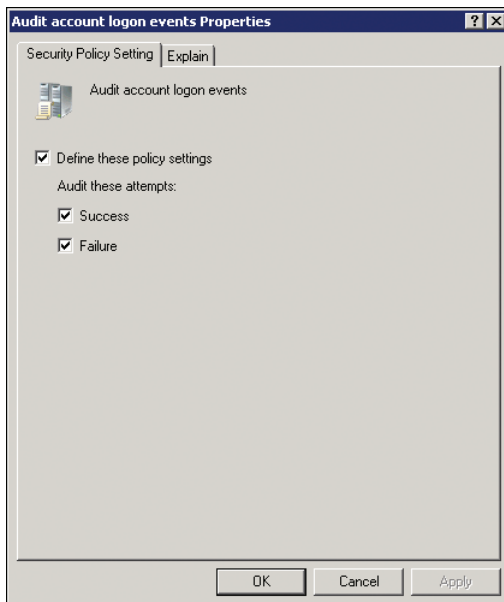 Audit account logon events Properties
Security Policy Setting
Explain
Audit account logon events
Define these policy settings
Audit these attempts:
Success
Failure
OK
Cancel
Apply